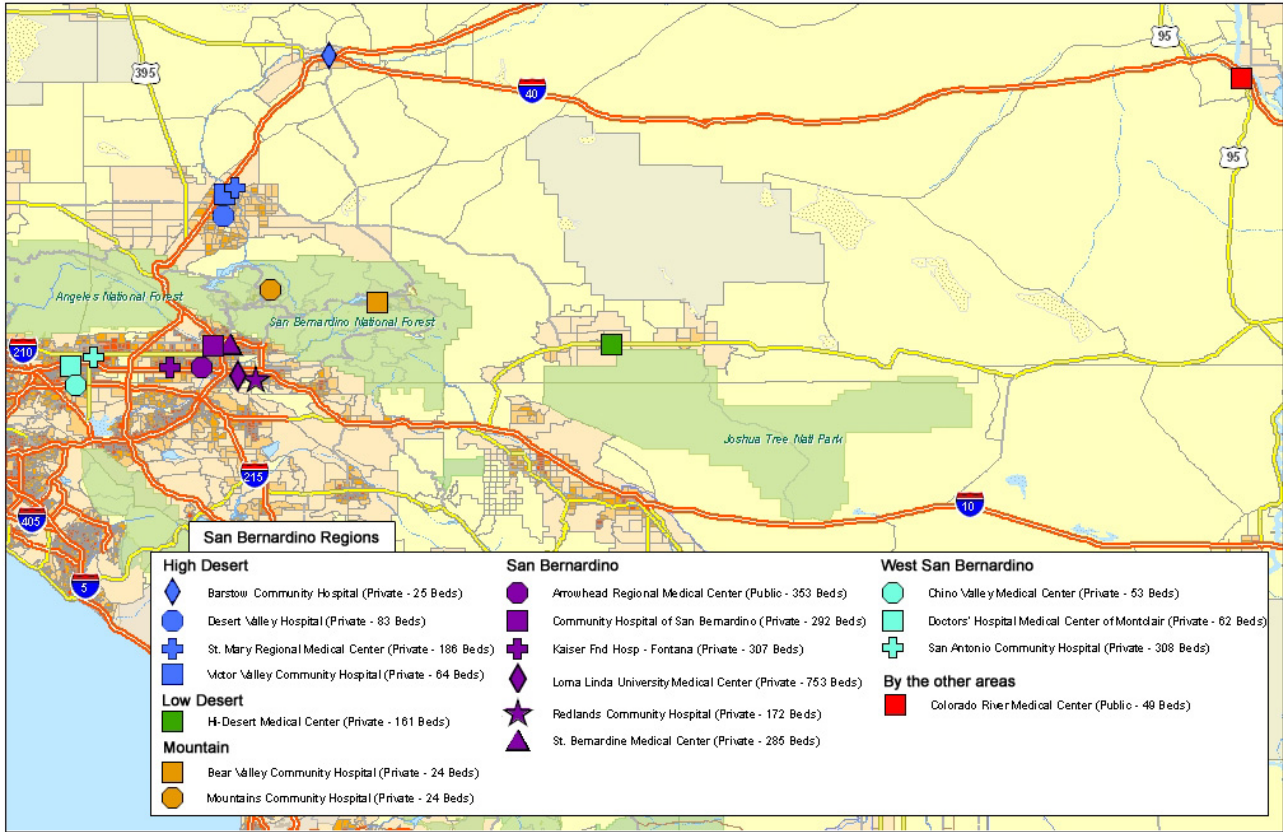 95
395
40
95
Angeles National Forest
San Bernardino National Forest
210
Joshua Tree Natl Park
215
10
405
5
San Bernardino Regions
High Desert
Barstow Community Hospital (Private - 25 Beds)
Desert Valley Hospital (Private - 83 Beds)
St. Mary Regional Medical Center (Private - 186 Beds)
Victor Valley Community Hospital (Private - 64 Beds)
Low Desert
Hi-Desert Medical Center (Private - 161 Beds)
Mountain
Bear Valley Community Hospital (Private - 24 Beds)
Mountains Community Hospital (Private - 24 Beds)
San Bernardino
Arrowhead Regional Medical Center (Public - 353 Beds)
Community Hospital of San Bernardino (Private - 292 Beds)
Kaiser Fnd Hosp - Fontana (Private - 307 Beds)
Loma Linda University Medical Center (Private - 753 Beds)
Redlands Community Hospital (Private - 172 Beds)
St. Bernardine Medical Center (Private - 285 Beds)
West San Bernardino
Chino Valley Medical Center (Private - 53 Beds)
Doctors' Hospital Medical Center of Montclair (Private - 62 Beds)
San Antonio Community Hospital (Private - 308 Beds)
By the other areas
Colorado River Medical Center (Public - 49 Beds)